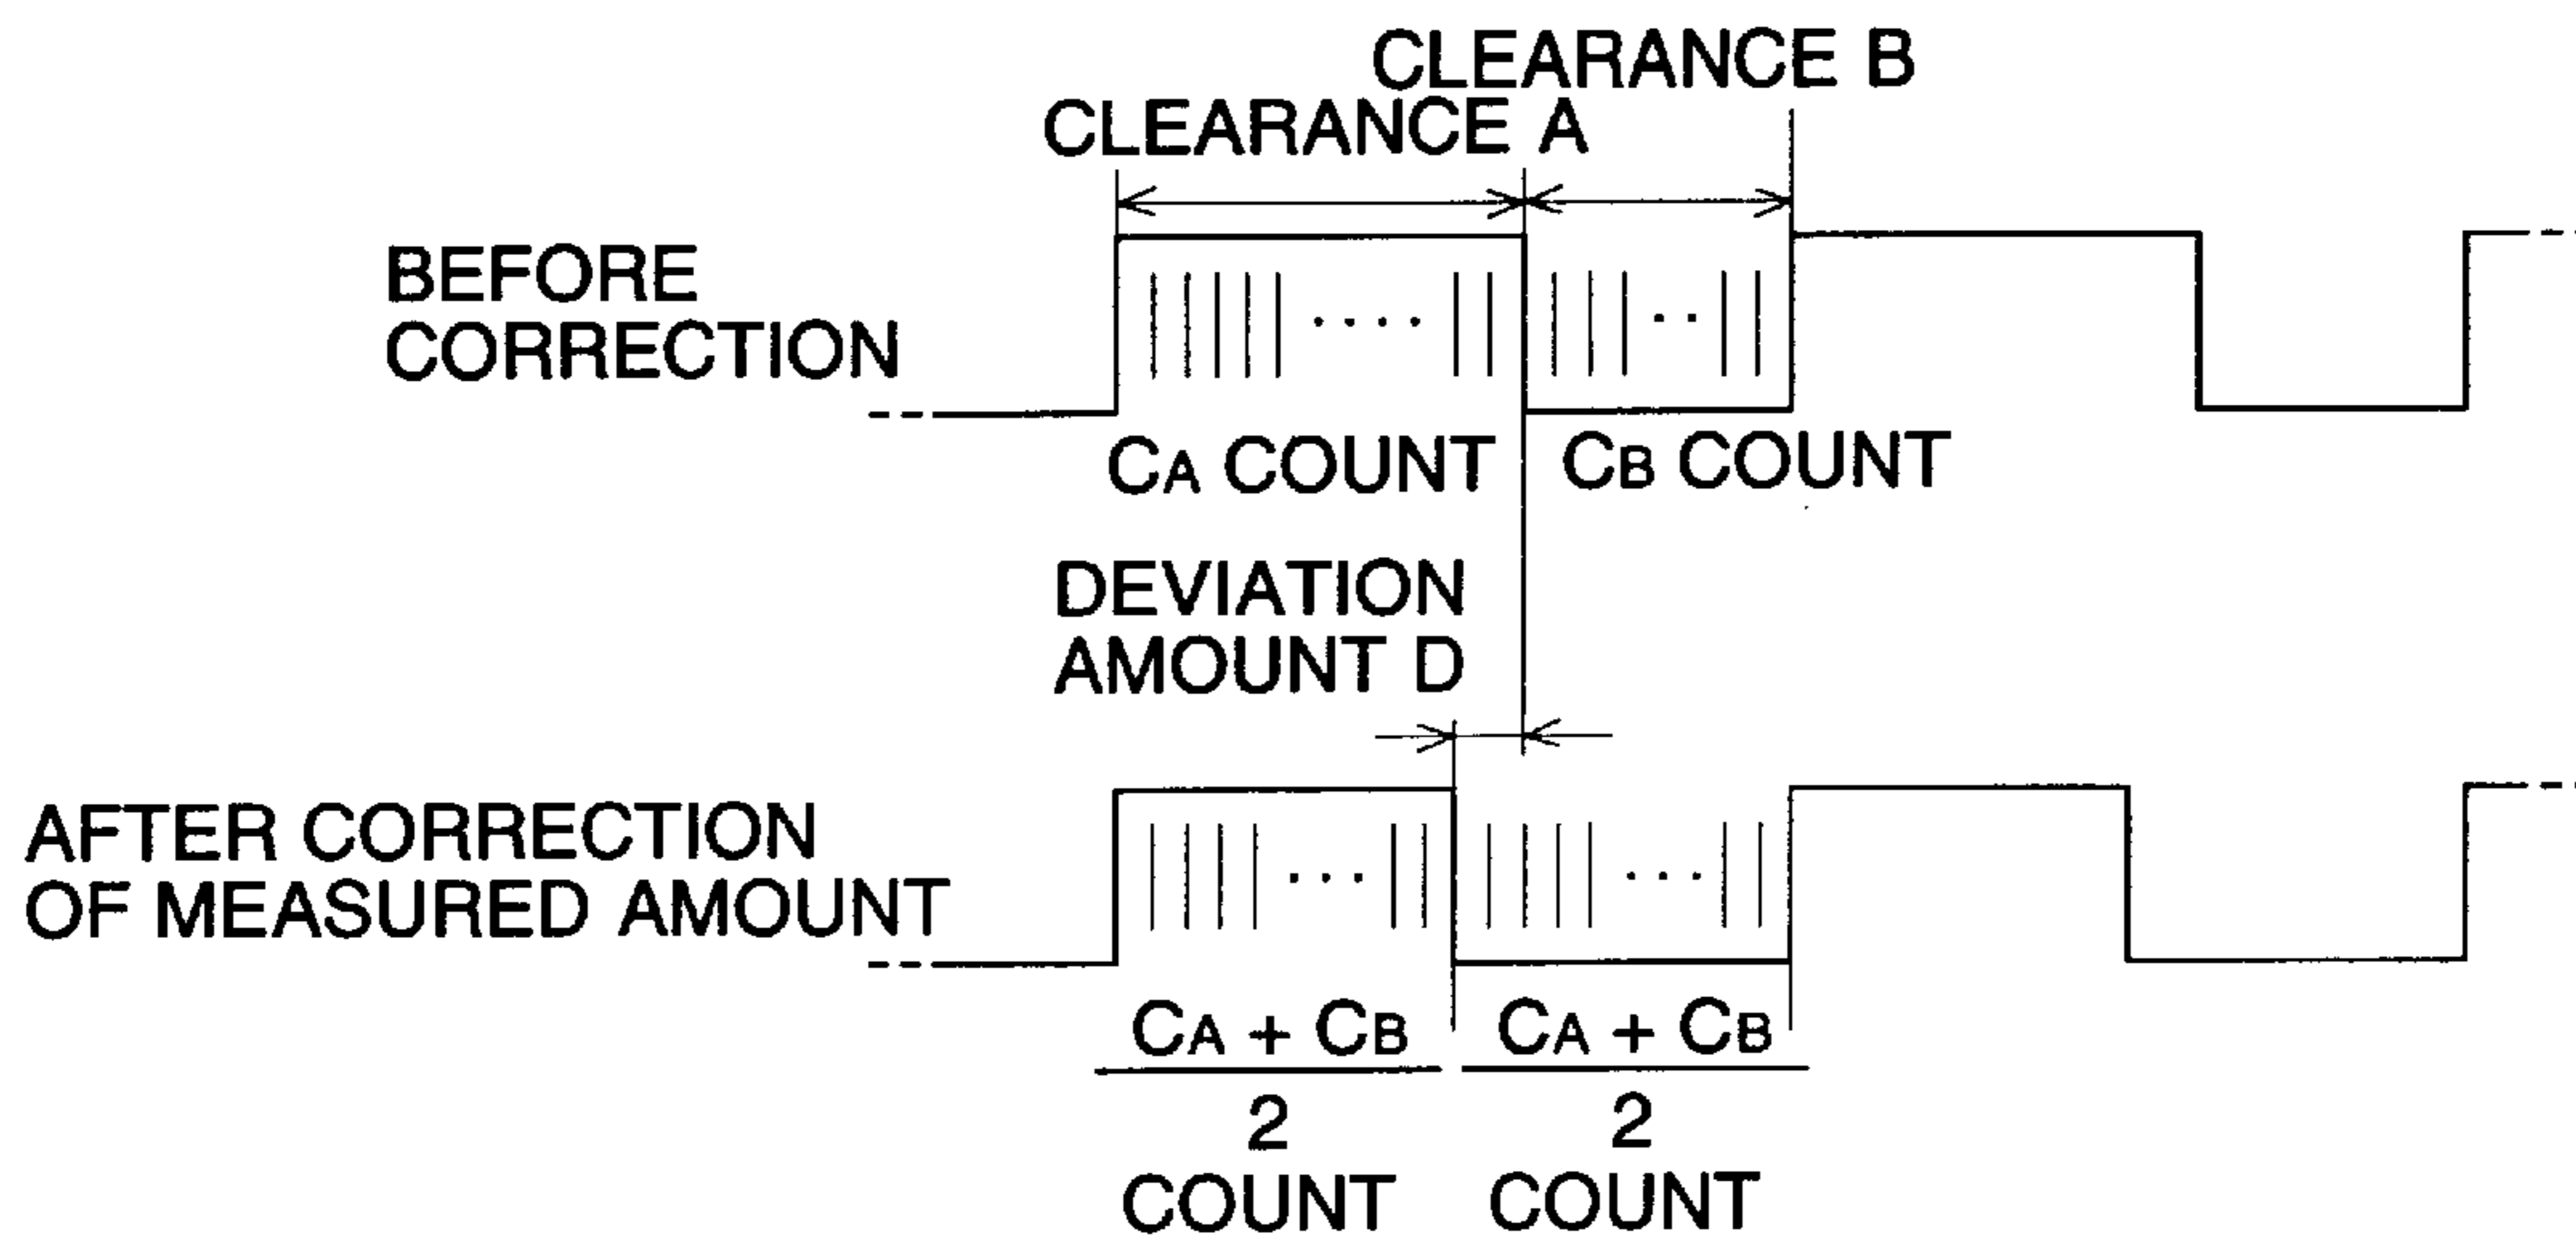 CLEARANCE B
CLEARANCE A
BEFORE
CORRECTION
CA COUNT
CB COUNT
DEVIATION
AMOUNT D
AFTER CORRECTION
OF MEASURED AMOUNT
CA + CB
2
COUNT
CA + CB
2
COUNT